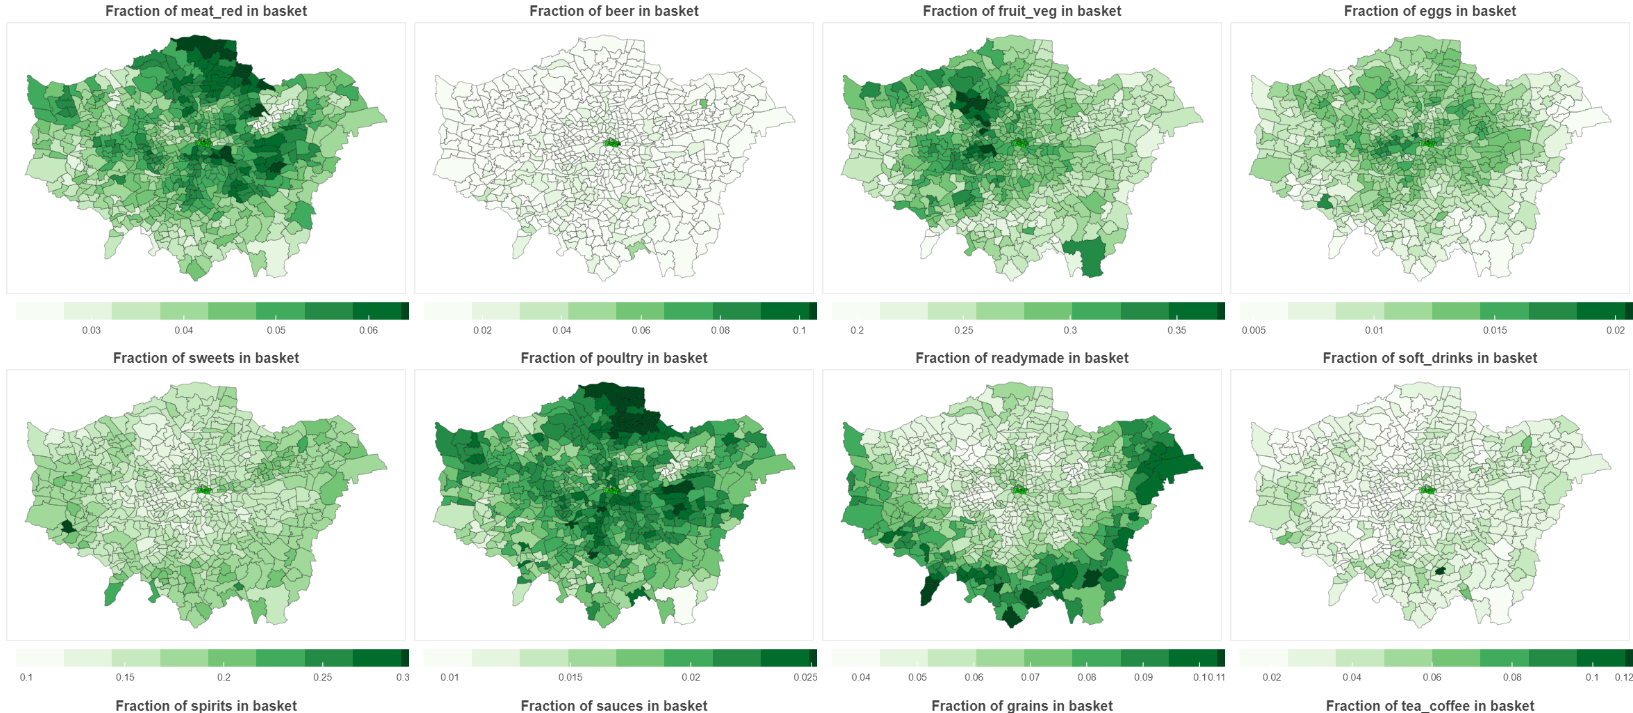 Fraction of meat_red in basket
Fraction of beer in basket
Fraction of fruit_veg in basket
Fraction of eggs in basket
0.03 0.04 0.05 0.06
0.02 0.04 0.06 0.08 0.1
0.2 0.25 0.3 0.35
0.005 0.01 0.015 0.02
Fraction of sweets in basket
Fraction of poultry in basket
Fraction of readymade in basket
Fraction of soft_drinks in basket
0.1 0.15 0.2 0.25 0.3
0.01 0.015 0.02 0.025
0.04 0.05 0.06 0.07 0.08 0.09 0.10.11
0.02 0.04 0.06 0.08 0.1 0.12
Fraction of spirits in basket
Fraction of sauces in basket
Fraction of grains in basket
Fraction of tea_coffee in basket